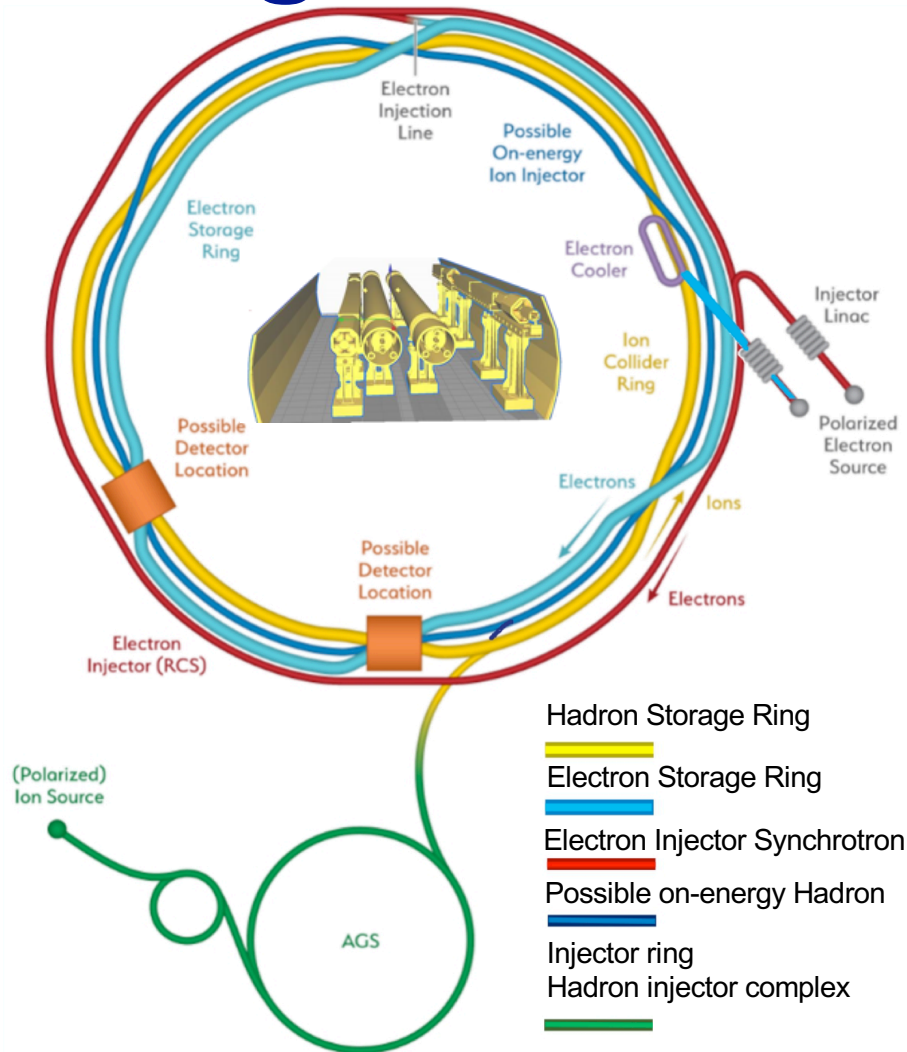 Electron
Injection
Line
Possible
On-energy
Ion Injector
Electron
Storage
Ring
Electron
Cooler
Injector
Linac
Ion
Collider
Ring
Polarized
Electron
Source
Possible
Detector
Location
Electrons
Ions
Possible
Detector
Location
Electrons
Electron
Injector (RCS)
Hadron Storage Ring
Electron Storage Ring
(Polarized)
Ion Source
Electron Injector Synchrotron
Possible on-energy Hadron
AGS
Injector ring
Hadron injector complex